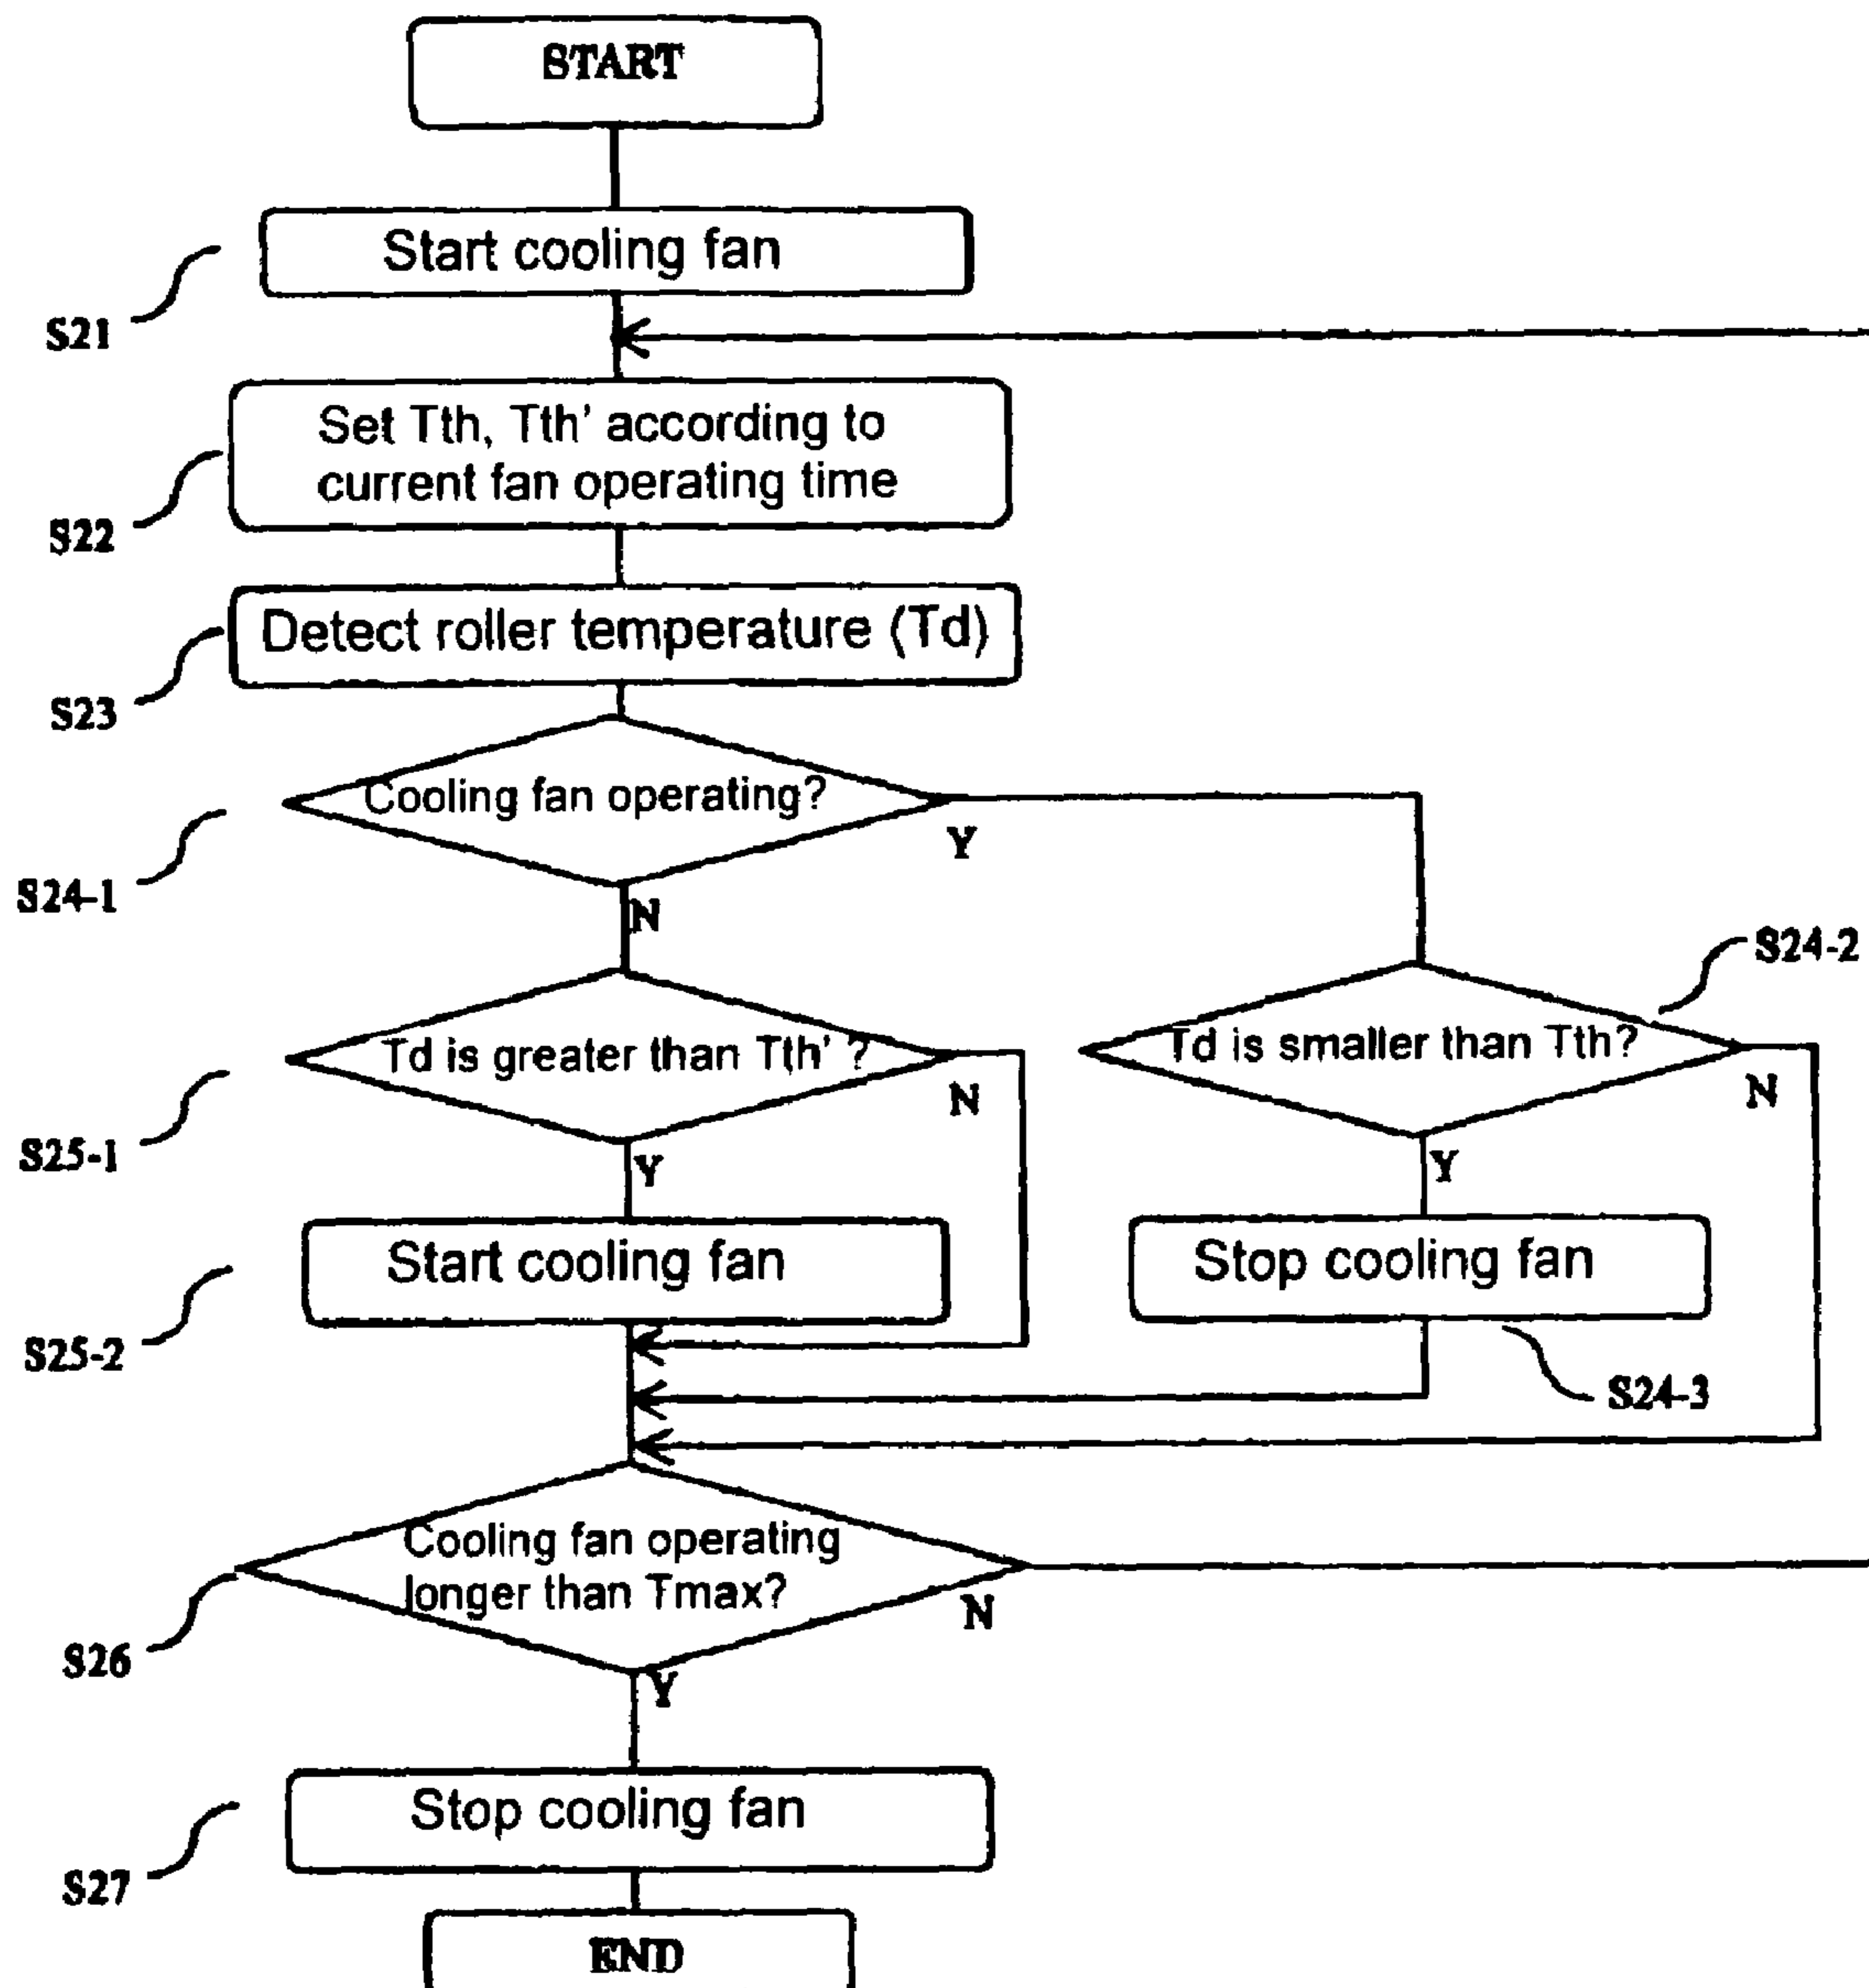 START
Start cooling fan
S21
Set Tth, Tth' according to
current fan operating time
S22
Detect roller temperature (Td)
S23
Cooling fan operating?
Y
S24-1
N
S24-2
Td is greater than Tth' ?
N
Td is smaller than Tth?
N
S25-1
Y
Y
Start cooling fan
Stop cooling fan
S25-2
S24-3
Cooling fan operating
longer than Tmax?
N
S26
Y
Stop cooling fan
S27
END